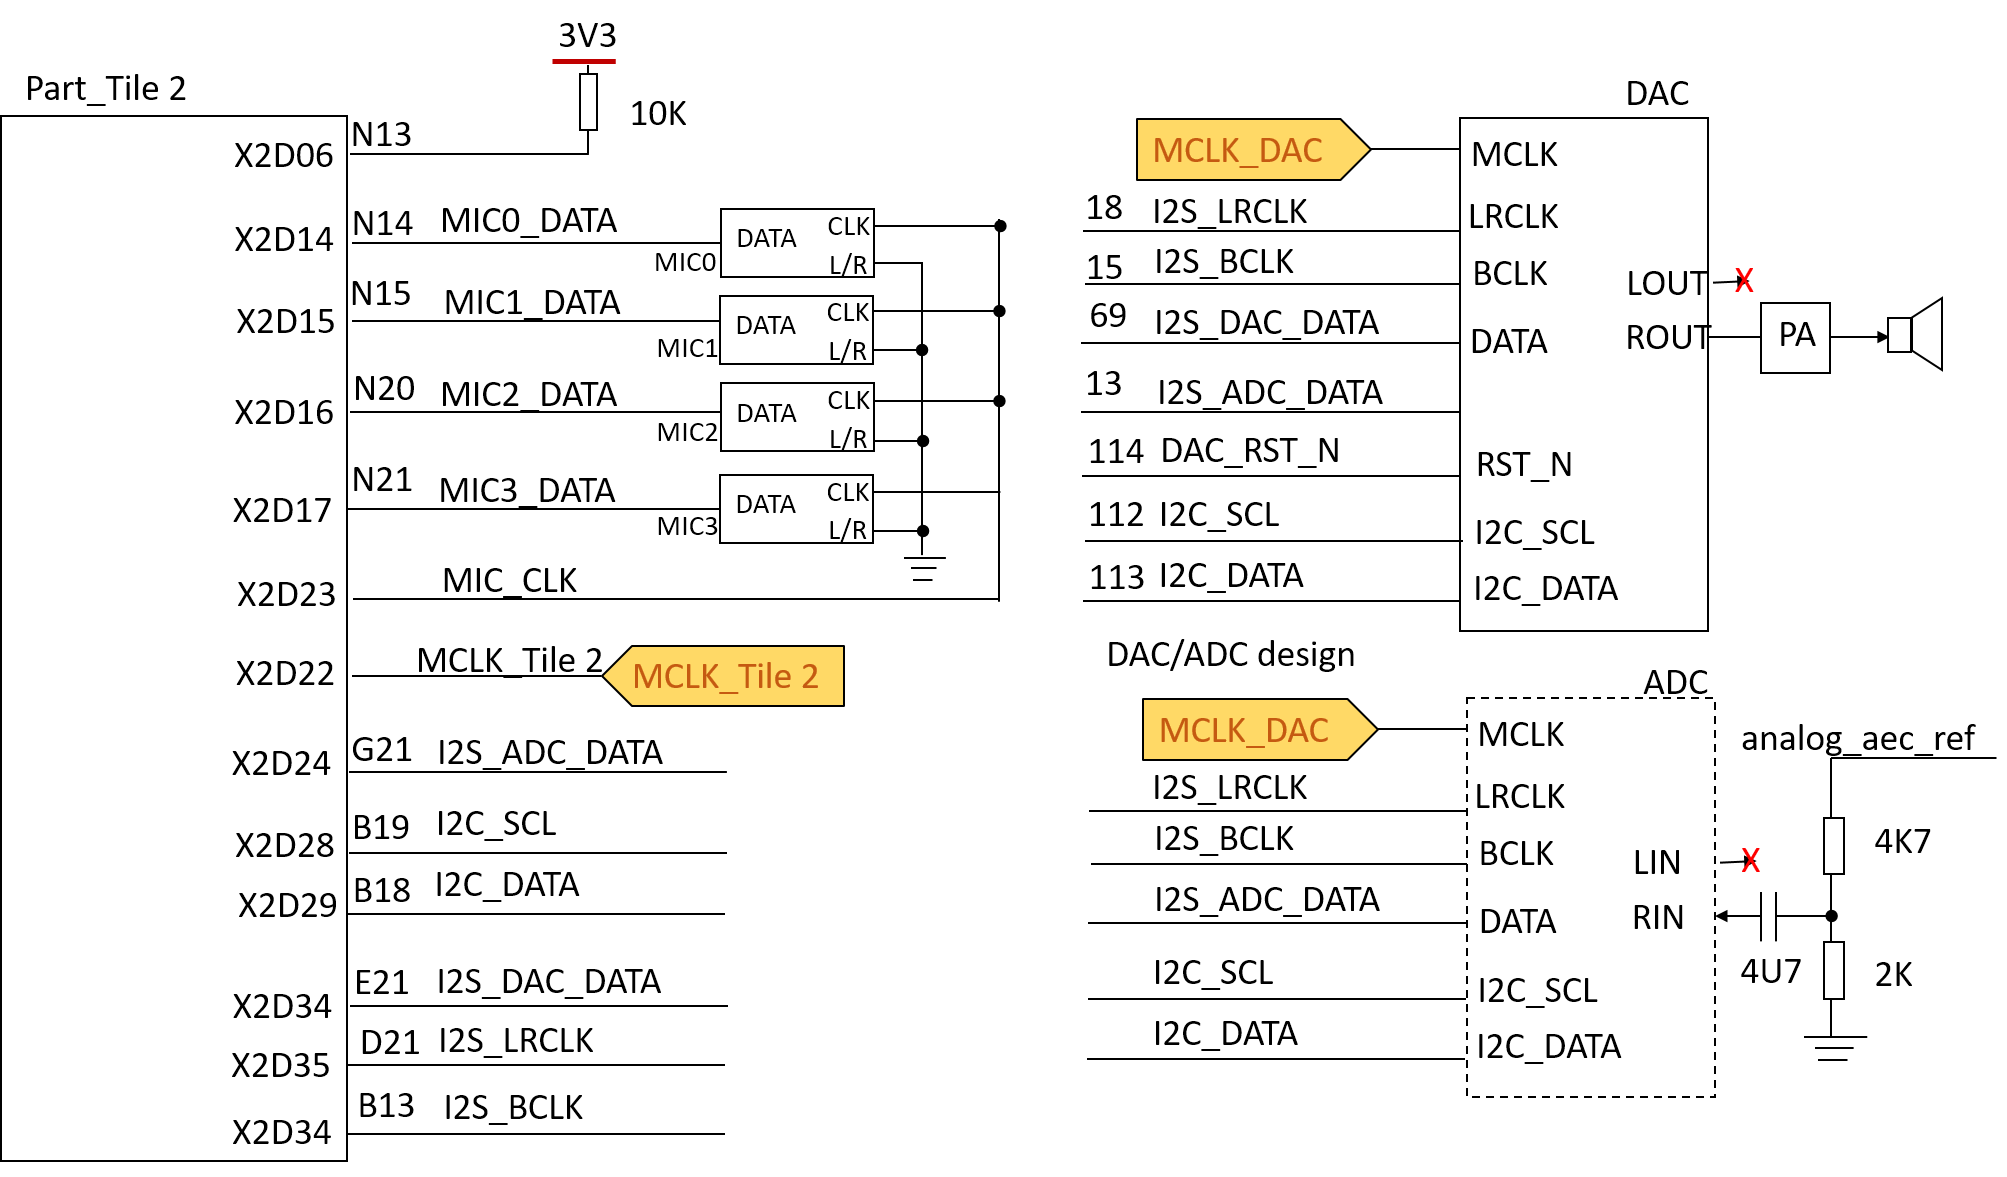 3V3
10K
Part_Tile 2
X2D06
N13
X2D14
N14
MIC0_DATA
MIC0
DATA
CLK
L/R
X2D15
N15
MIC1_DATA
MIC1
DATA
CLK
L/R
X2D16
N20
MIC2_DATA
MIC2
DATA
CLK
L/R
X2D17
N21
MIC3_DATA
MIC3
DATA
CLK
L/R
X2D23
MIC_CLK
X2D22
MCLK_Tile 2
MCLK_Tile 2
X2D24
G21
I2S_ADC_DATA
X2D28
B19
I2C_SCL
X2D29
B18
I2C_DATA
X2D34
E21
I2S_DAC_DATA
X2D35
D21
I2S_LRCLK
X2D34
B13
I2S_BCLK
DAC
MCLK_DAC
MCLK
18
I2S_LRCLK
LRCLK
15
I2S_BCLK
BCLK
69
I2S_DAC_DATA
DATA
13
I2S_ADC_DATA
114
DAC_RST_N
RST_N
112
I2C_SCL
I2C_SCL
113
I2C_DATA
I2C_DATA
LOUT
X
ROUT
PA
DAC/ADC design
ADC
MCLK_DAC
MCLK
I2S_LRCLK
LRCLK
I2S_BCLK
BCLK
I2S_ADC_DATA
DATA
I2C_SCL
I2C_SCL
I2C_DATA
I2C_DATA
LIN
X
RIN
analog_aec_ref
4K7
4U7
2K